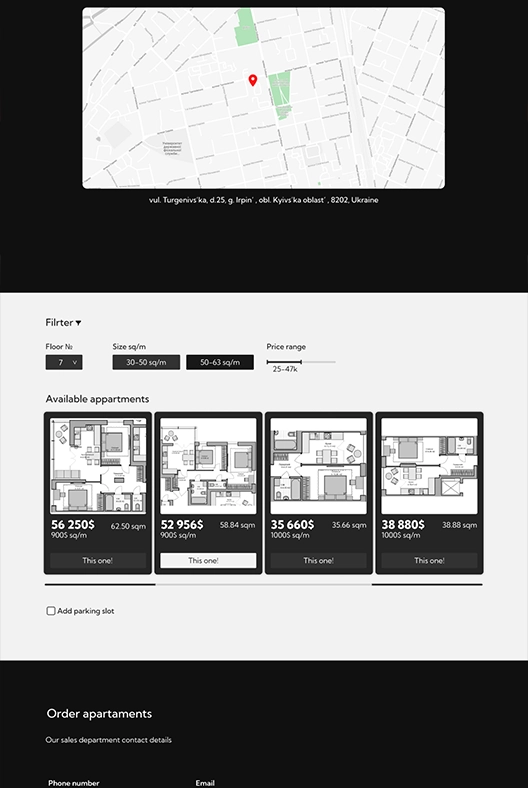 vul. Turgenivs'ka, d.25, g. Irpin' , obl. Kyivs'ka oblast' , 8202, Ukraine
Filrter
Floor № Size sq/m Price range
7 30-50 sq/m 50-63 sq/m
25-47k
Available appartments
56 250$ 62.50 sqm
900$ sq/m
This one!
52 956$ 58.84 sqm
900$ sq/m
This one!
35 660$ 35.66 sqm
1000$ sq/m
This one!
38 880$ 38.88 sqm
1000$ sq/m
This one!
Add parking slot
Order apartaments
Our sales department contact details
Phone number Email